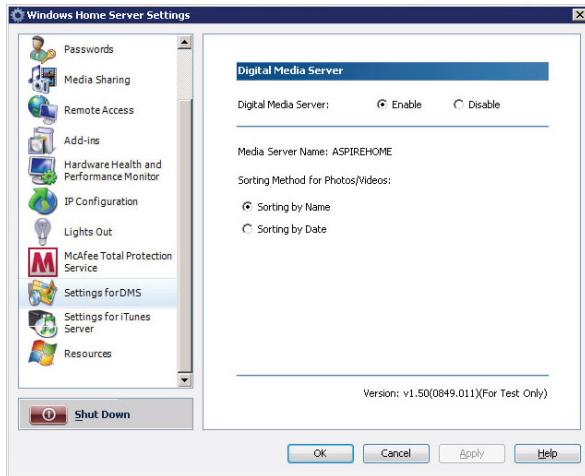 Windows Home Server Settings
Passwords
Media Sharing
Remote Access
Add-ins
Hardware Health and
Performance Monitor
IP Configuration
Lights Out
McAfee Total Protection
Service
Settings for DMS
Settings for iTunes
Server
Resources
Shut Down
Digital Media Server
Digital Media Server: Enable Disable
Media Server Name: ASPIREHOME
Sorting Method for Photos/Videos:
Sorting by Name
Sorting by Date
Version: v1.50(0849.011)(For Test Only)
OK Cancel Apply Help